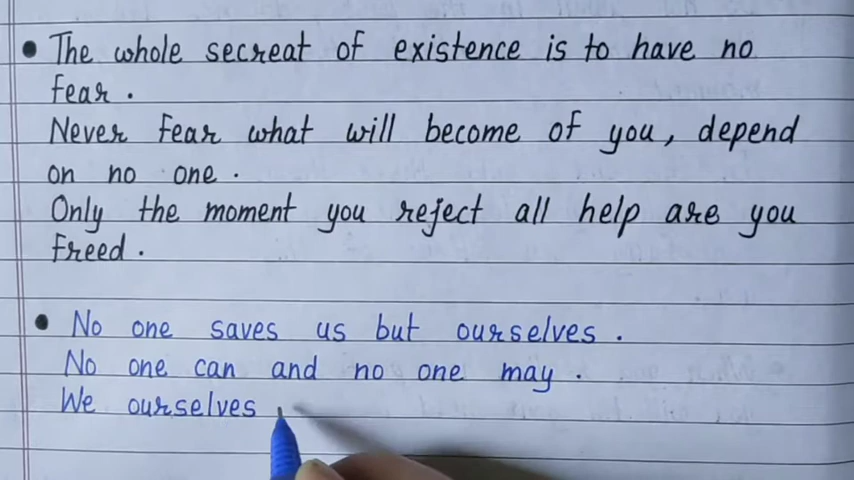 • The whole secreat of existence is to have no
fear.
Never fear what will become of you, depend
on no one.
Only the moment you reject all help are you
freed.
• No one saves us but ourselves.
No one can and no one may.
We ourselves